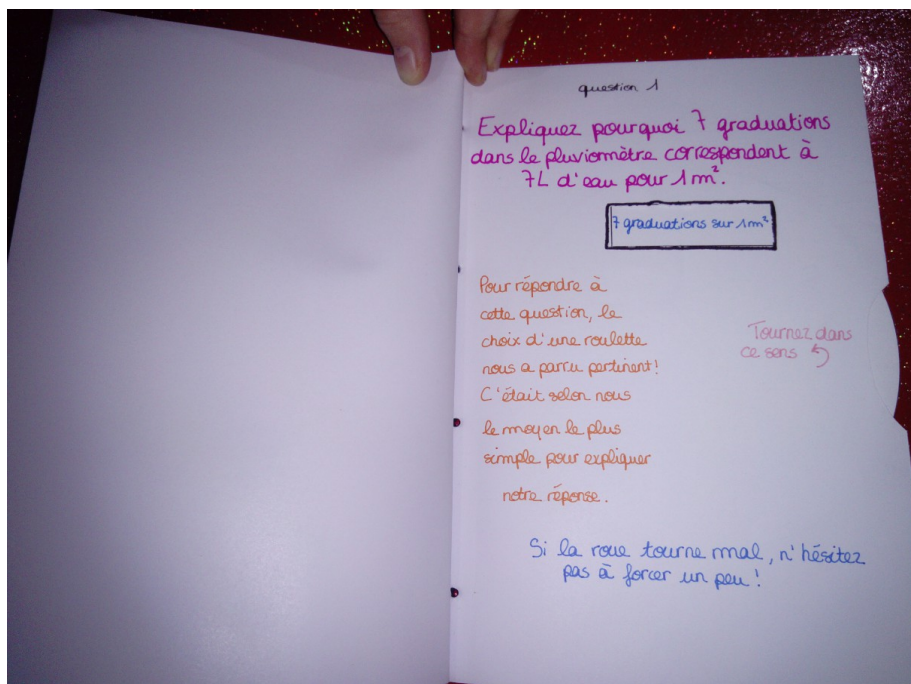 question 1
Expliquez pourquoi 7 graduations
dans le pluviomètre correspondent à
7L d'eau pour 1m².
7 graduations sur 1m²
Pour répondre à
cette question, le
choix d'une roulette
nous a parru pertinent!
C'était selon nous
le moyen le plus
simple pour expliquer
notre réponse.
Tournez dans
ce sens
Si la roue tourne mal, n'hésitez
pas à forcer un peu!